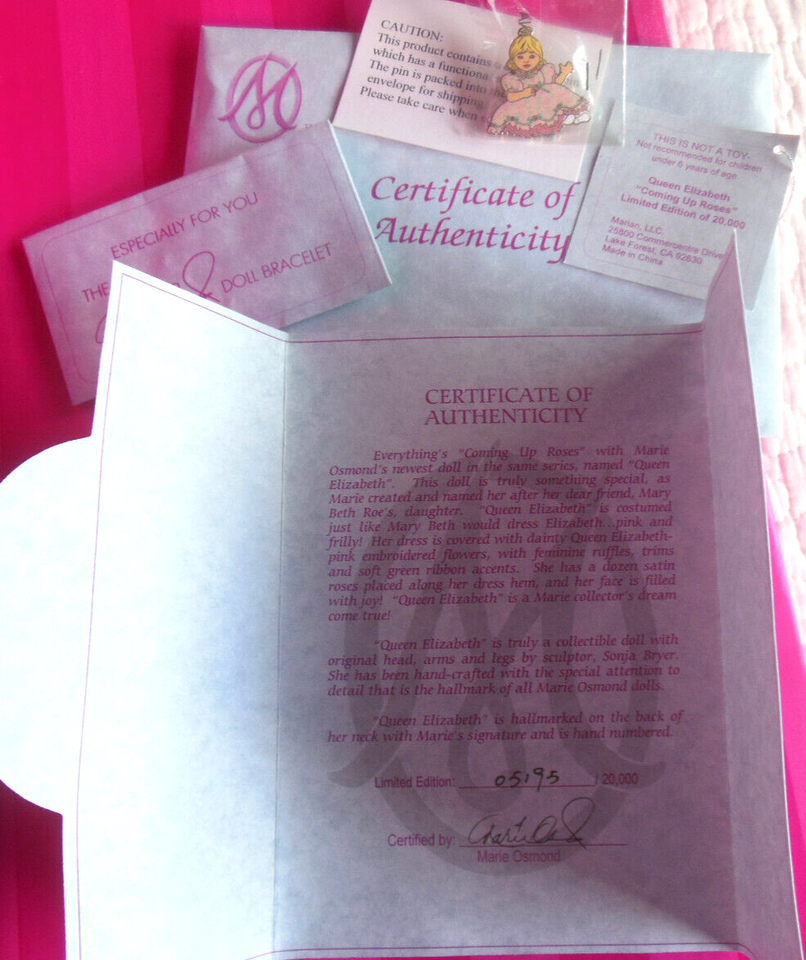 CAUTION:
This product contains
which has a functiona
The pin is packed into the
envelope for shipping
Please take care when
THIS IS NOT A TOY-
Not recommended for children
under 6 years of age
Queen Elizabeth
"Coming Up Roses"
Limited Edition of 20,000
Marian, LLC.
25800 Commercentre Drive
Lake Forest, CA 92630
Made in China
Certificate of
Authenticity
ESPECIALLY FOR YOU
THE DOLL BRACELET
CERTIFICATE OF
AUTHENTICITY
Everything's "Coming Up Roses" with Marie
Osmond's newest doll in the same series, named "Queen
Elizabeth". This doll is truly something special, as
Marie created and named her after her dear friend, Mary
Beth Roe's, daughter. "Queen Elizabeth" is costumed
just like Mary Beth would dress Elizabeth...pink and
frilly! Her dress is covered with dainty Queen Elizabeth-
pink embroidered flowers, with feminine ruffles, trims
and soft green ribbon accents. She has a dozen satin
roses placed along her dress hem, and her face is filled
with joy! "Queen Elizabeth" is a Marie collector's dream
come true!
"Queen Elizabeth" is truly a collectible doll with
original head, arms and legs by sculptor, Sonja Bryer.
She has been hand-crafted with the special attention to
detail that is the hallmark of all Marie Osmond dolls.
"Queen Elizabeth" is hallmarked on the back of
her neck with Marie's signature and is hand numbered.
Limited Edition: 05195 / 20,000
Certified by:
Marie Osmond